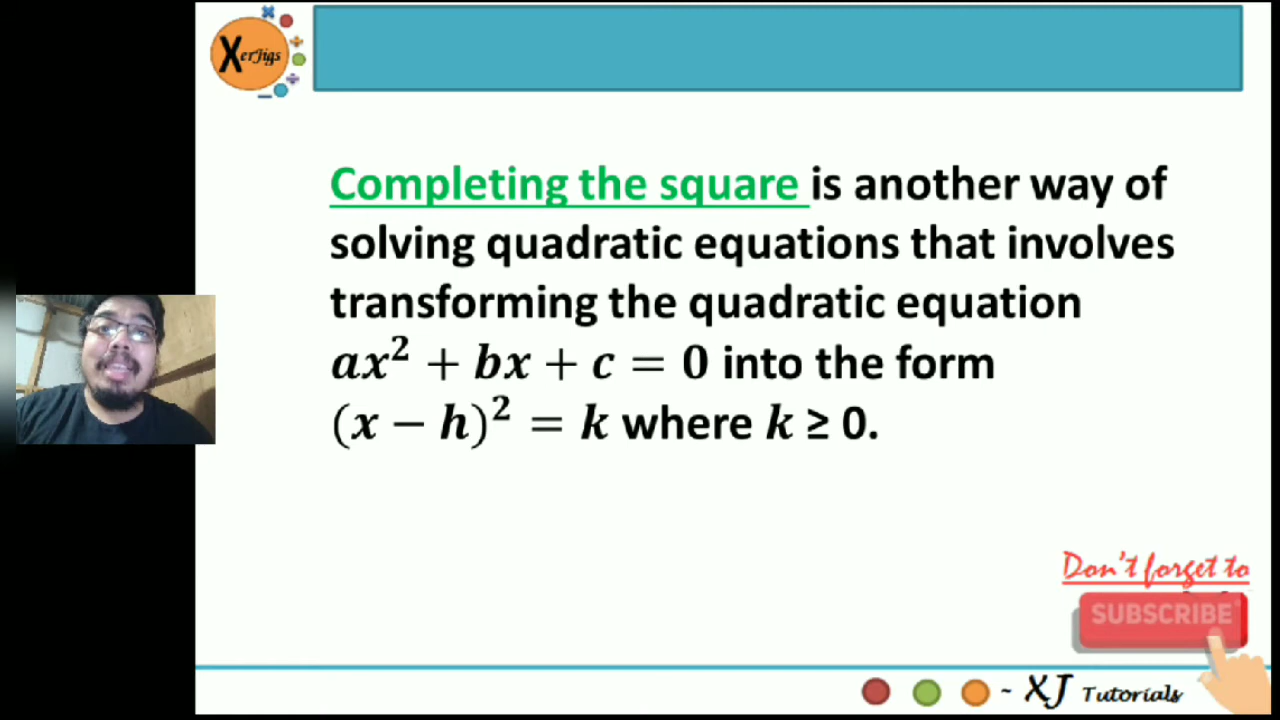 XerJigs
Completing the square is another way of
solving quadratic equations that involves
transforming the quadratic equation
ax² + bx + c = 0 into the form
(x − h)² = k where k ≥ 0.
Don't forget to
SUBSCRIBE
~ XJ Tutorials